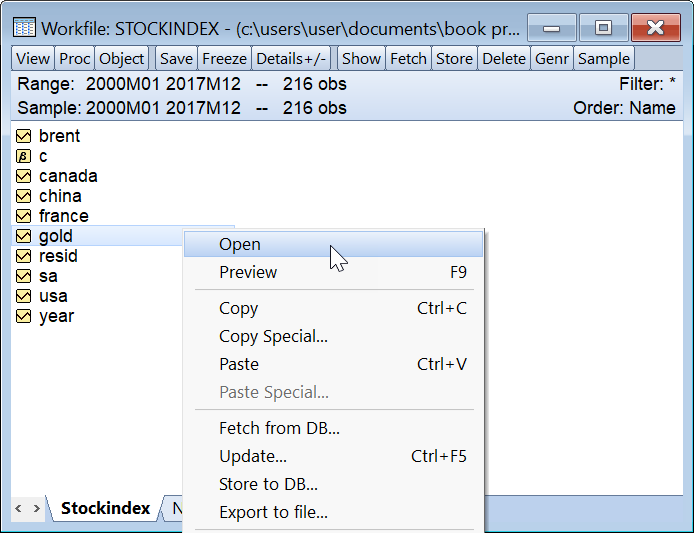 Workfile: STOCKINDEX - (c:\users\user\documents\book pr...
View Proc Object Save Freeze Details+/- Show Fetch Store Delete Genr Sample
Range: 2000M01 2017M12 -- 216 obs Filter: *
Sample: 2000M01 2017M12 -- 216 obs Order: Name
brent
β c
canada
china
france
gold
resid
sa
usa
year
Open
Preview F9
Copy Ctrl+C
Copy Special...
Paste Ctrl+V
Paste Special...
Fetch from DB...
Update... Ctrl+F5
Store to DB...
Export to file...
< > Stockindex N